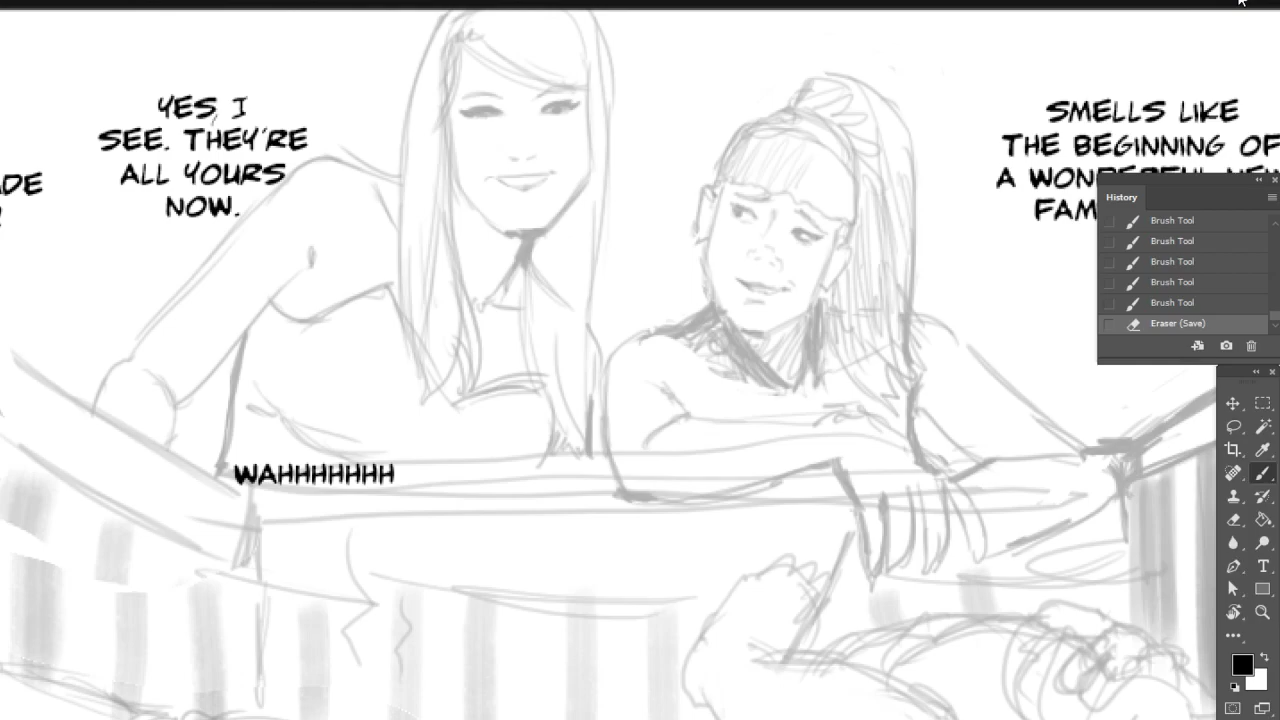 YES, I
SEE. THEY'RE
ALL YOURS
NOW.
SMELLS LIKE
THE BEGINNING OF
A
WAHHHHHHH
History
Brush Tool
Brush Tool
Brush Tool
Brush Tool
Brush Tool
Eraser (Save)